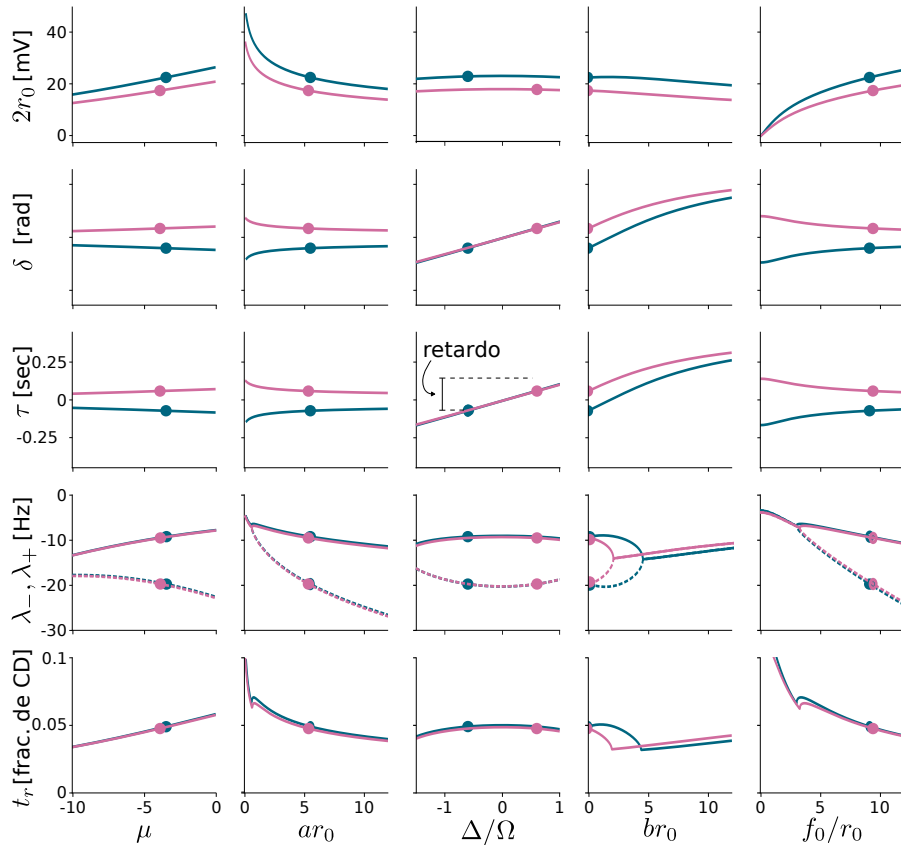 2r₀ [mV]
40
20
0
δ [rad]
τ [sec]
0.25
0
-0.25
retardo
λ₋, λ₊ [Hz]
0
-10
-20
-30
t_r [frac. de CD]
0.1
0.05
0
-10 -5 0
0 5 10
-1 0 1
0 5 10
0 5 10
μ
ar₀
Δ/Ω
br₀
f₀/r₀